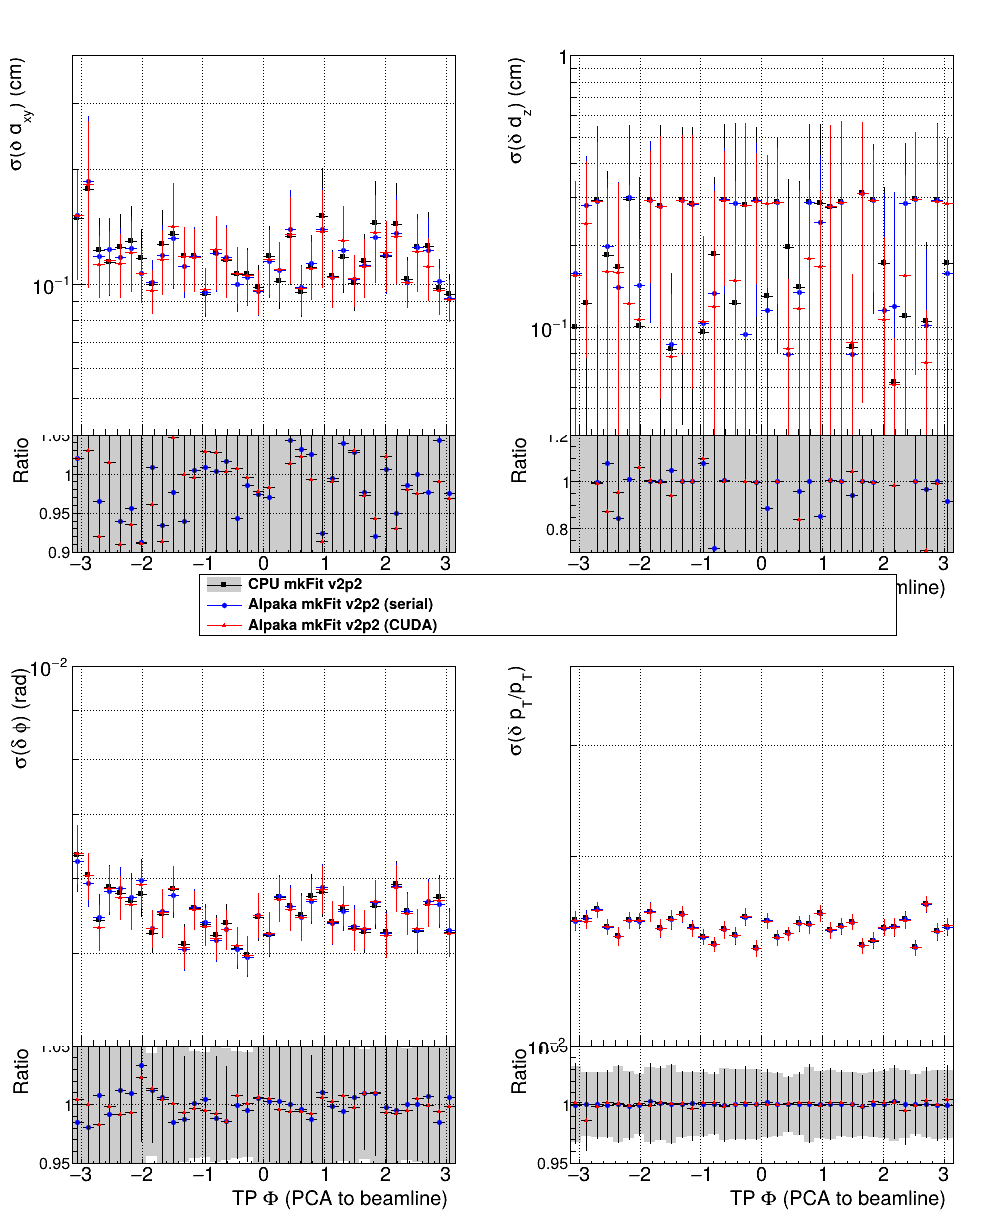 σ(δ d_xy) (cm)
10⁻¹
Ratio
1.05
1
0.95
0.9
−3 −2 −1 0 1 2 3
σ(δ d_z) (cm)
1
10⁻¹
Ratio
1.2
1
0.8
−3 −2 −1 0 1 2 3
mline)
CPU mkFit v2p2
Alpaka mkFit v2p2 (serial)
Alpaka mkFit v2p2 (CUDA)
σ(δ φ) (rad)
10⁻²
Ratio
1.05
1
0.95
−3 −2 −1 0 1 2 3
TP Φ (PCA to beamline)
σ(δ p_T/p_T)
10⁻²
Ratio
1
0.95
−3 −2 −1 0 1 2 3
TP Φ (PCA to beamline)